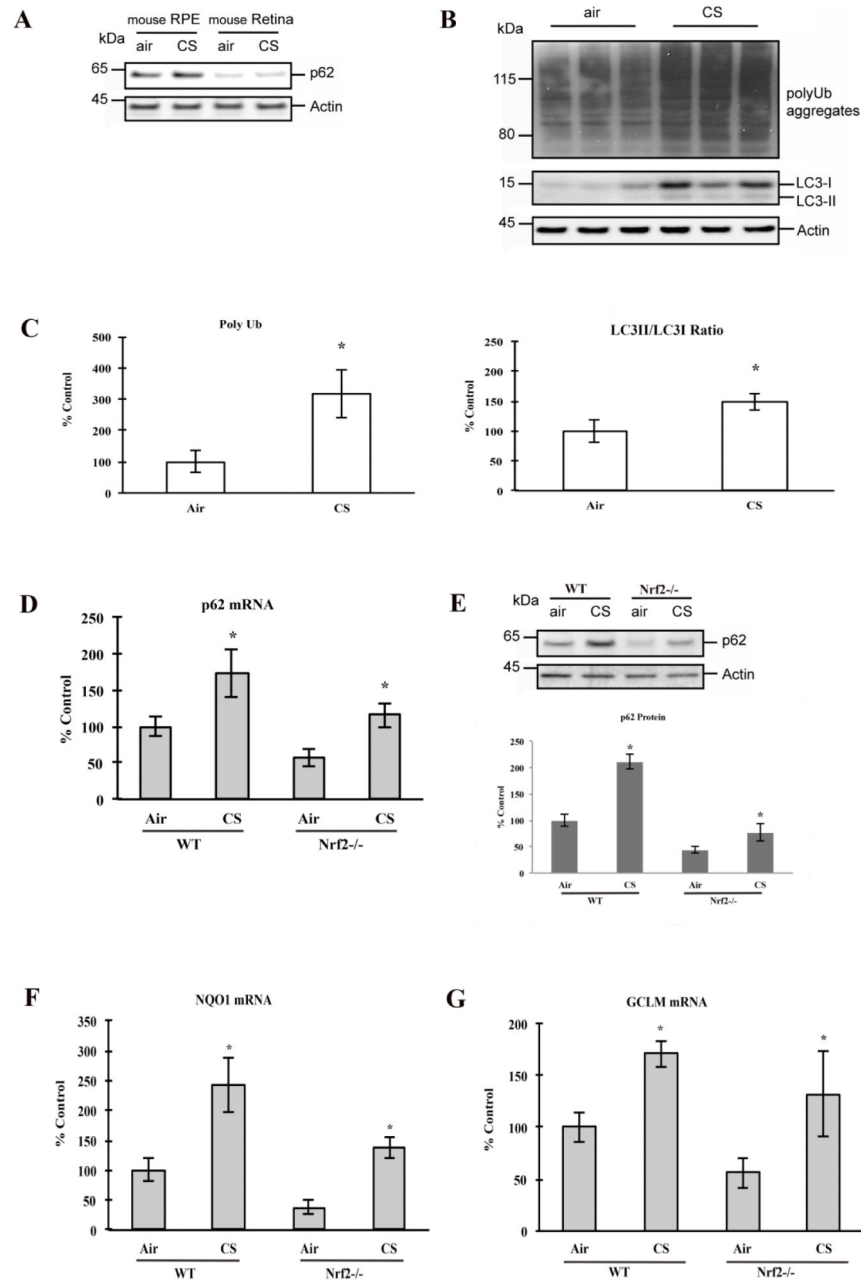 A
mouse RPE mouse Retina
kDa air CS air CS
65 p62
45 Actin
B
air CS
kDa
115
polyUb
aggregates
80
15 LC3-I
LC3-II
45
Actin
C
Poly Ub
500
400
300
200
100
0
% Control
*
Air CS
LC3II/LC3I Ratio
250
200
150
100
50
0
% Control
*
Air CS
D
p62 mRNA
250
200
150
100
50
0
% Control
* *
Air CS Air CS
WT Nrf2-/-
E
WT Nrf2-/-
kDa air CS air CS
65 p62
45 Actin
p62 Protein
250
200
150
100
50
0
% Control
* *
Air CS Air CS
WT Nrf2-/-
F
NQO1 mRNA
350
300
250
200
150
100
50
0
% Control
* *
Air CS Air CS
WT Nrf2-/-
G
GCLM mRNA
200
150
100
50
0
% Control
* *
Air CS Air CS
WT Nrf2-/-